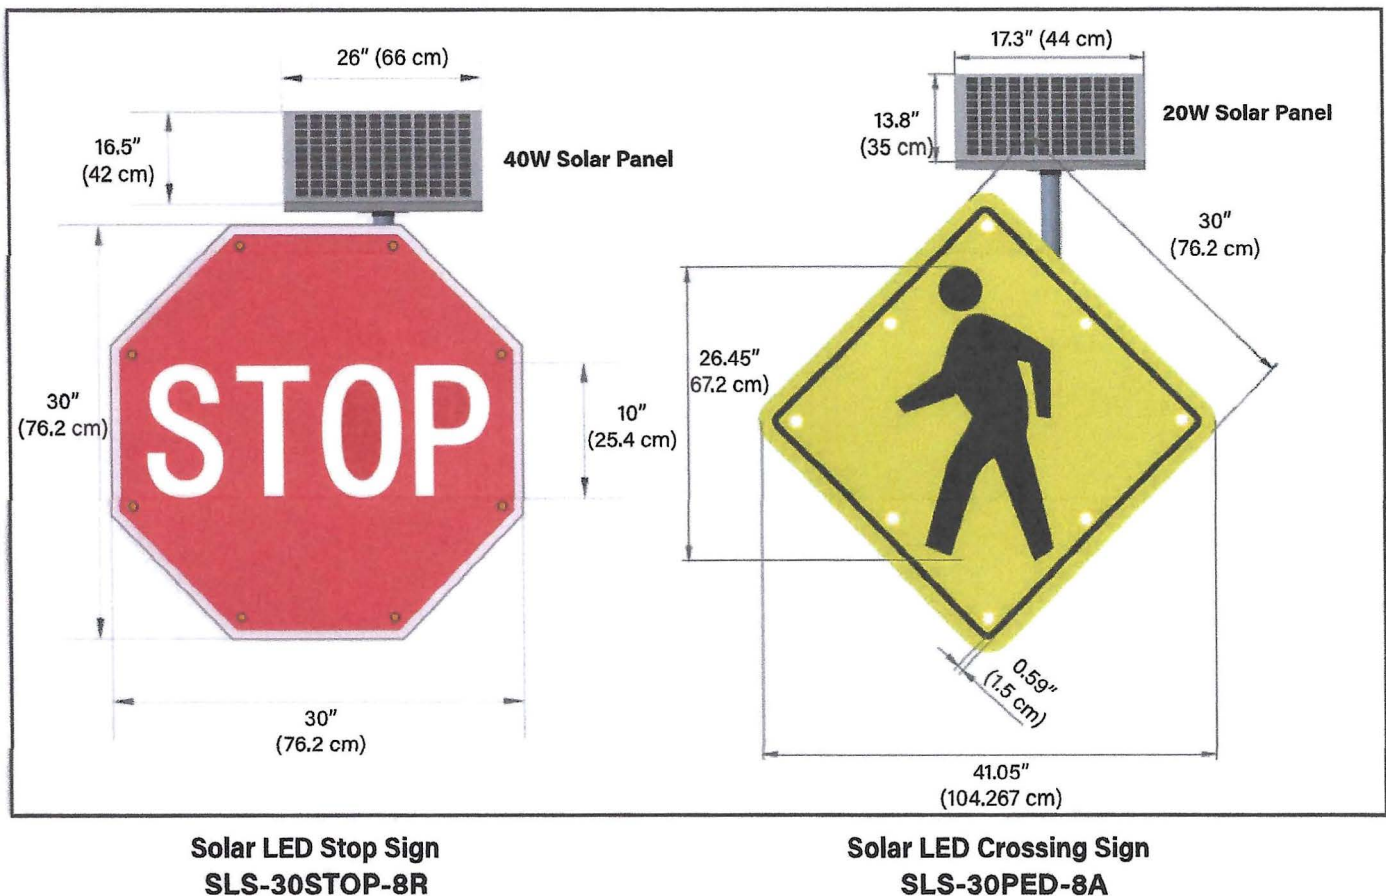 26" (66 cm)
16.5"
(42 cm)
40W Solar Panel
30"
(76.2 cm)
STOP
10"
(25.4 cm)
30"
(76.2 cm)
Solar LED Stop Sign
SLS-30STOP-8R
17.3" (44 cm)
13.8"
(35 cm)
20W Solar Panel
30"
(76.2 cm)
26.45"
67.2 cm)
0.59"
(1.5 cm)
41.05"
(104.267 cm)
Solar LED Crossing Sign
SLS-30PED-8A